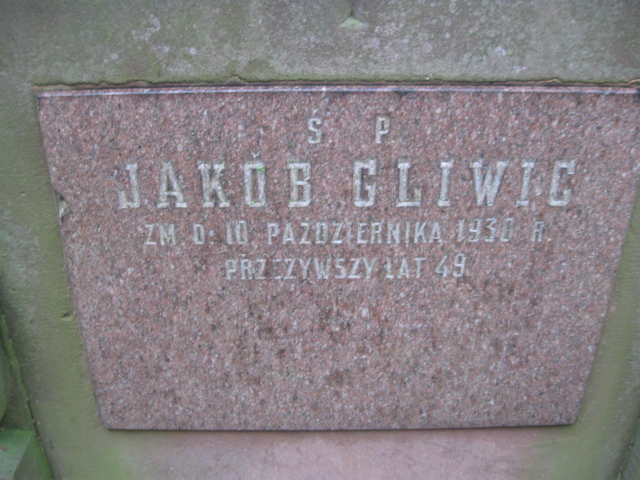 Ś P
JAKÓB GLIWIC
ZM. D. 10 PAŹDZIERNIKA 1930 R.
PRZEŻYWSZY LAT 49